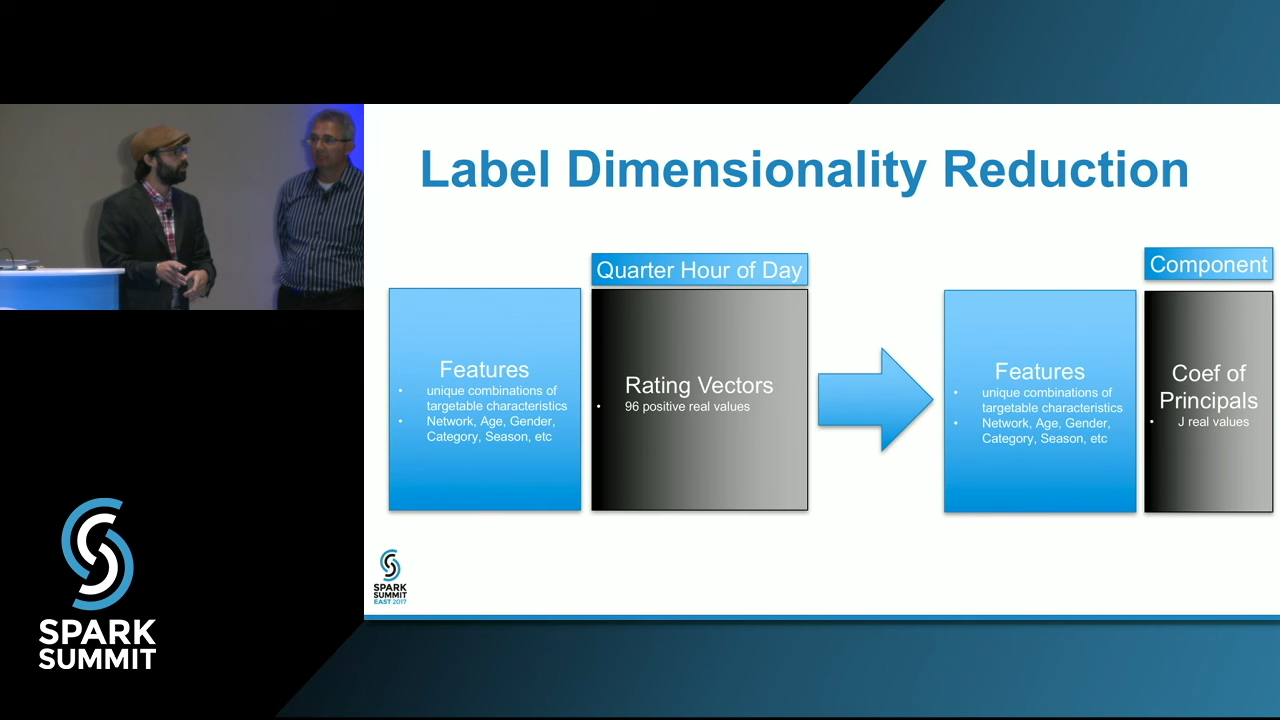 Label Dimensionality Reduction
Quarter Hour of Day
Component
Features
• unique combinations of
targetable characteristics
• Network, Age, Gender,
Category, Season, etc
Rating Vectors
• 96 positive real values
Features
• unique combinations of
targetable characteristics
• Network, Age, Gender,
Category, Season, etc
Coef of
Principals
• J real values
SPARK
SUMMIT
EAST 2017
SPARK
SUMMIT